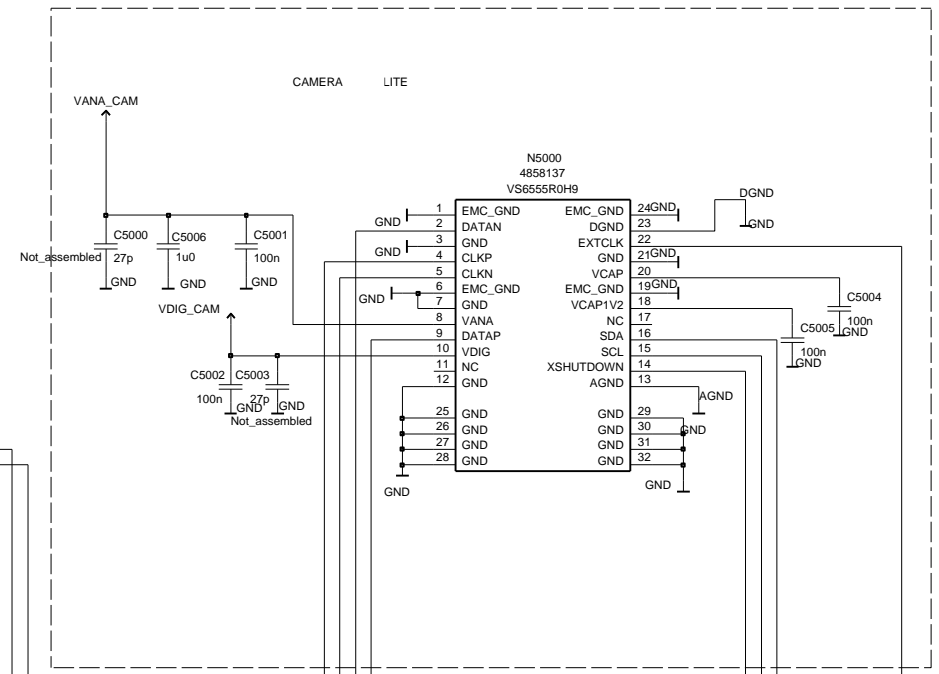 CAMERA LITE
VANA_CAM
N5000
4858137
VS6555R0H9
DGND
GND
C5000
27p
Not_assembled
GND
C5006
1u0
GND
C5001
100n
GND
VDIG_CAM
C5002
100n
GND
C5003
27p
GND
Not_assembled
GND
GND
GND
1 EMC_GND
2 DATAN
3 GND
4 CLKP
5 CLKN
6 EMC_GND
7 GND
8 VANA
9 DATAP
10 VDIG
11 NC
12 GND
25 GND
26 GND
27 GND
28 GND
GND
EMC_GND 24 GND
DGND 23
EXTCLK 22
GND 21 GND
VCAP 20
EMC_GND 19 GND
VCAP1V2 18
NC 17
SDA 16
SCL 15
XSHUTDOWN 14
AGND 13
GND 29
GND 30
GND 31
GND 32
C5004
100n
GND
C5005
100n
GND
AGND
GND
GND